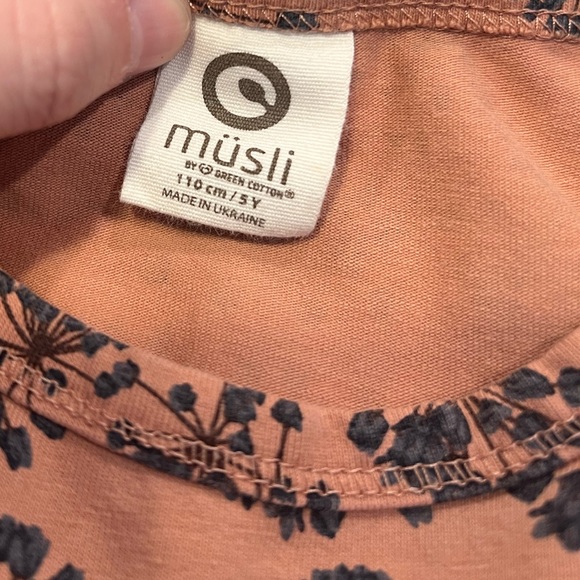 müsli
BY GREEN COTTON®
110 cm / 5 Y
MADE IN UKRAINE